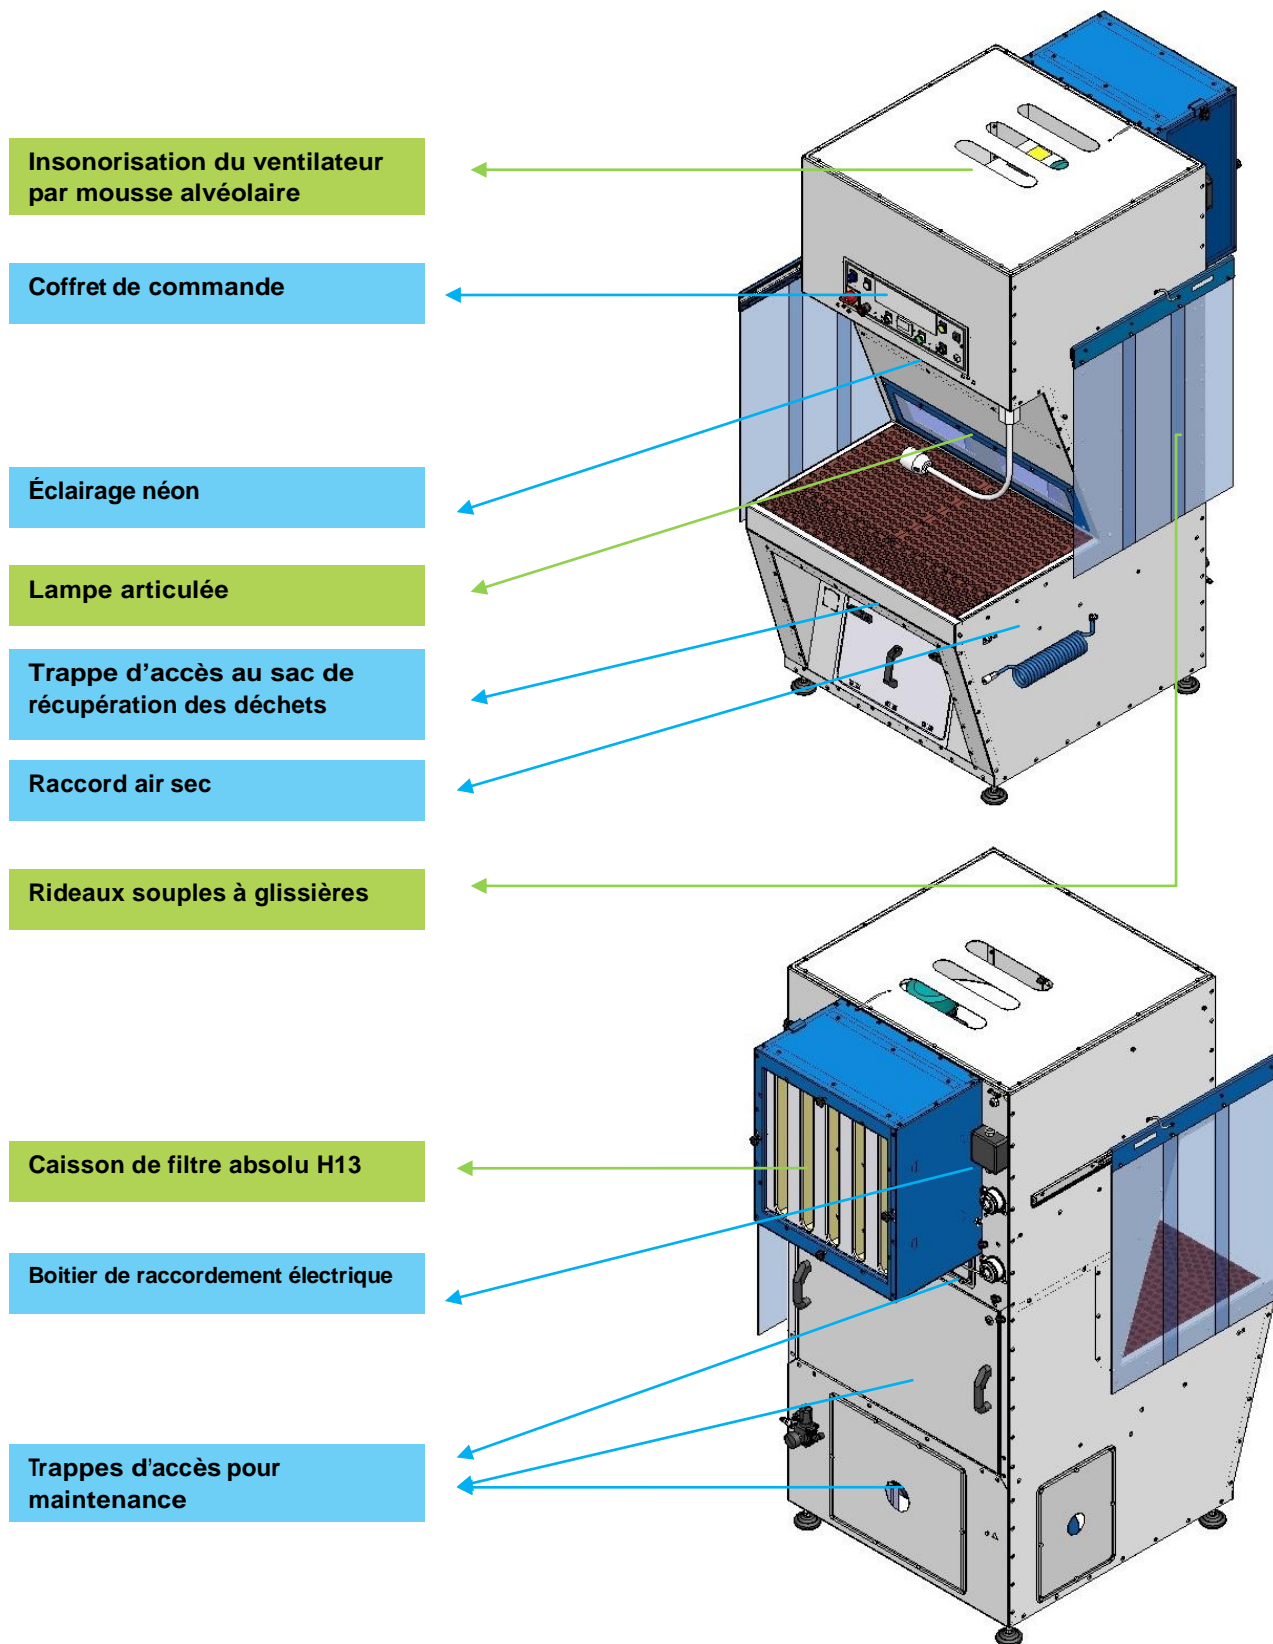 Insonorisation du ventilateur
par mousse alvéolaire
Coffret de commande
Éclairage néon
Lampe articulée
Trappe d’accès au sac de
récupération des déchets
Raccord air sec
Rideaux souples à glissières
Caisson de filtre absolu H13
Boitier de raccordement électrique
Trappes d’accès pour
maintenance